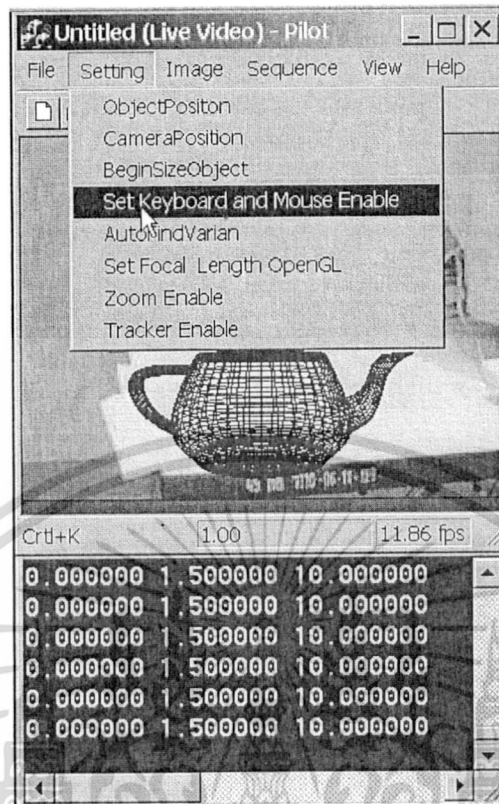 Untitled (Live Video) - Pilot
File Setting Image Sequence View Help
ObjectPositon
CameraPosition
BeginSizeObject
Set Keyboard and Mouse Enable
AutoFindVarian
Set Focal Length OpenGL
Zoom Enable
Tracker Enable
Crtl+K 1.00 11.86 fps
0.000000 1.500000 10.000000
0.000000 1.500000 10.000000
0.000000 1.500000 10.000000
0.000000 1.500000 10.000000
0.000000 1.500000 10.000000
0.000000 1.500000 10.000000